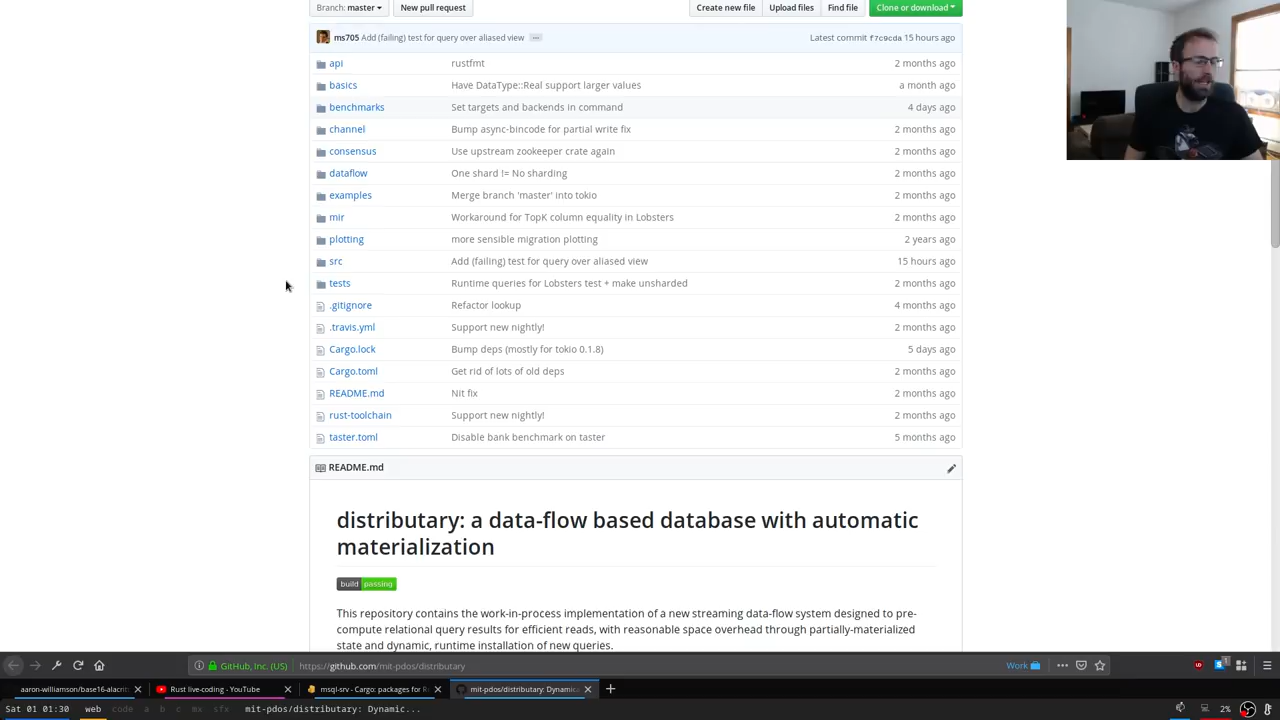 Branch: master
New pull request
Create new file
Upload files
Find file
Clone or download
ms705 Add (failing) test for query over aliased view
Latest commit f7c9cda 15 hours ago
api rustfmt 2 months ago
basics Have DataType::Real support larger values a month ago
benchmarks Set targets and backends in command 4 days ago
channel Bump async-bincode for partial write fix 2 months ago
consensus Use upstream zookeeper crate again 2 months ago
dataflow One shard != No sharding 2 months ago
examples Merge branch 'master' into tokio 2 months ago
mir Workaround for TopK column equality in Lobsters 2 months ago
plotting more sensible migration plotting 2 years ago
src Add (failing) test for query over aliased view 15 hours ago
tests Runtime queries for Lobsters test + make unsharded 2 months ago
.gitignore Refactor lookup 4 months ago
.travis.yml Support new nightly! 2 months ago
Cargo.lock Bump deps (mostly for tokio 0.1.8) 5 days ago
Cargo.toml Get rid of lots of old deps 2 months ago
README.md Nit fix 2 months ago
rust-toolchain Support new nightly! 2 months ago
taster.toml Disable bank benchmark on taster 5 months ago
README.md
distributary: a data-flow based database with automatic
materialization
build passing
This repository contains the work-in-process implementation of a new streaming data-flow system designed to pre-
compute relational query results for efficient reads, with reasonable space overhead through partially-materialized
state and dynamic, runtime installation of new queries.
GitHub, Inc. (US) https://github.com/mit-pdos/distributary Work
aaron-williamson/base16-alacrit
Rust live-coding - YouTube
msql-srv - Cargo: packages for R
mit-pdos/distributary: Dynamic
Sat 01 01:30 web code a b c mx sfx mit-pdos/distributary: Dynamic... 2%